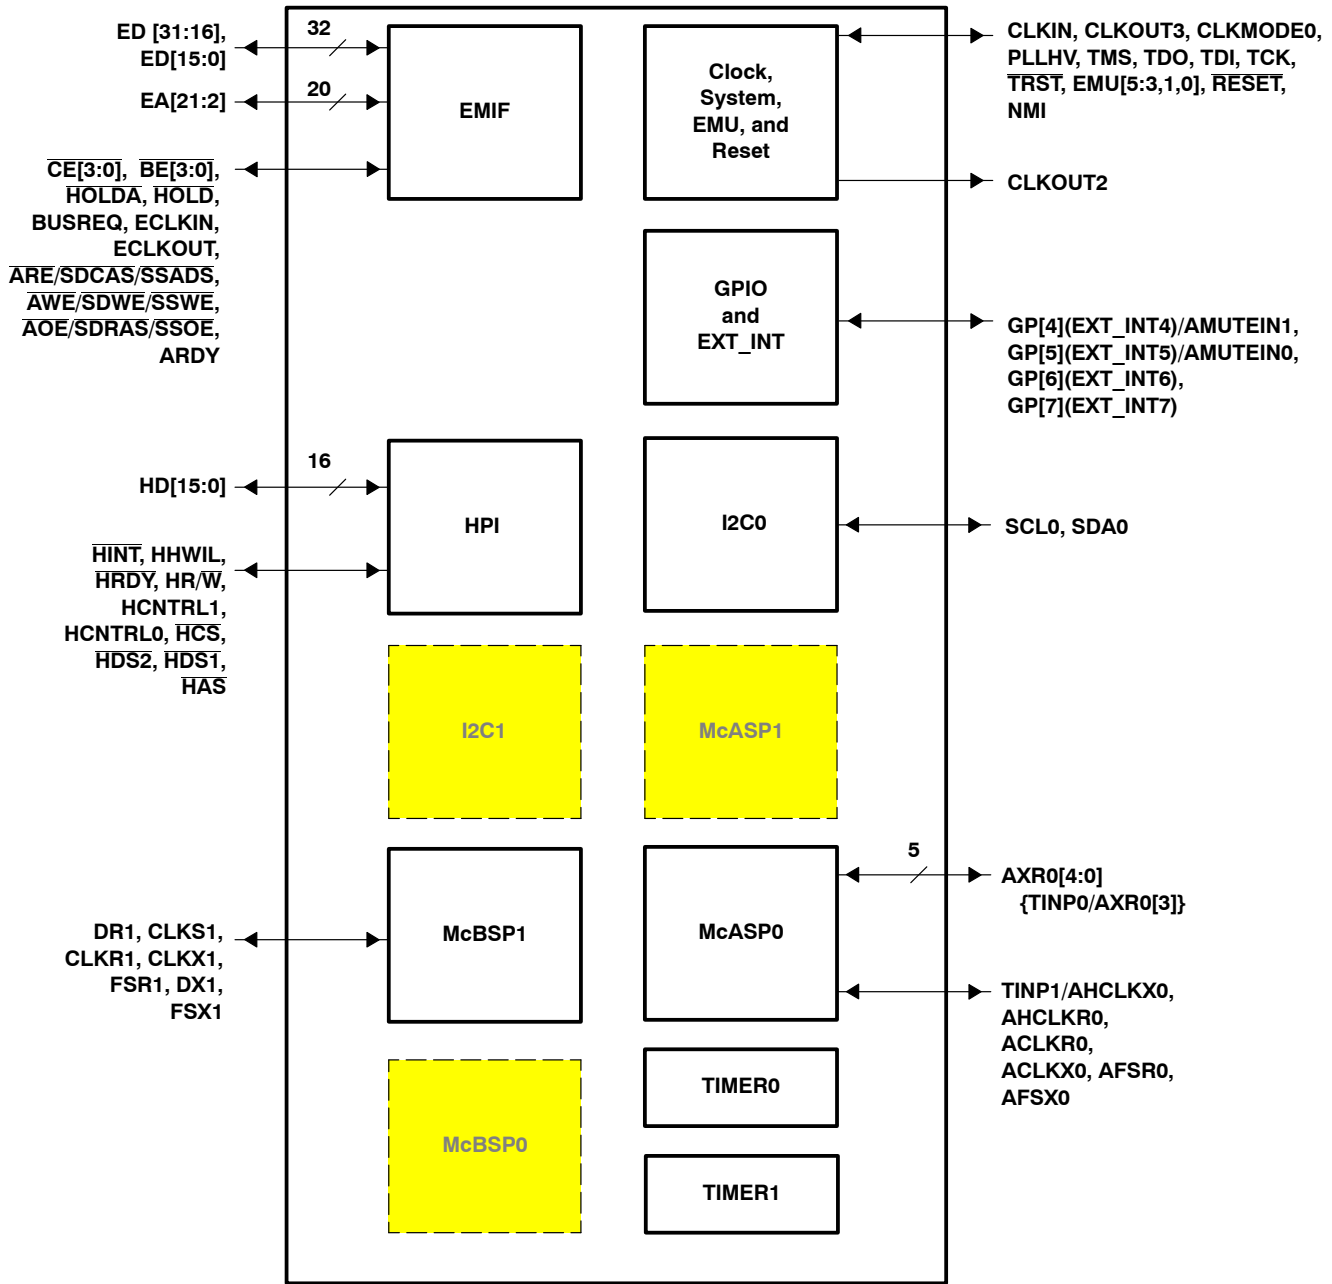 ED [31:16],
ED[15:0]
32
EA[21:2]
20
EMIF
CE[3:0], BE[3:0],
HOLDA, HOLD,
BUSREQ, ECLKIN,
ECLKOUT,
ARE/SDCAS/SSADS,
AWE/SDWE/SSWE,
AOE/SDRAS/SSOE,
ARDY
Clock,
System,
EMU, and
Reset
CLKIN, CLKOUT3, CLKMODE0,
PLLHV, TMS, TDO, TDI, TCK,
TRST, EMU[5:3,1,0], RESET,
NMI
CLKOUT2
GPIO
and
EXT_INT
GP[4](EXT_INT4)/AMUTEIN1,
GP[5](EXT_INT5)/AMUTEIN0,
GP[6](EXT_INT6),
GP[7](EXT_INT7)
HD[15:0]
16
HPI
HINT, HHWIL,
HRDY, HR/W,
HCNTRL1,
HCNTRL0, HCS,
HDS2, HDS1,
HAS
I2C0
SCL0, SDA0
I2C1
McASP1
DR1, CLKS1,
CLKR1, CLKX1,
FSR1, DX1,
FSX1
McBSP1
McASP0
5
AXR0[4:0]
{TINP0/AXR0[3]}
TINP1/AHCLKX0,
AHCLKR0,
ACLKR0,
ACLKX0, AFSR0,
AFSX0
McBSP0
TIMER0
TIMER1